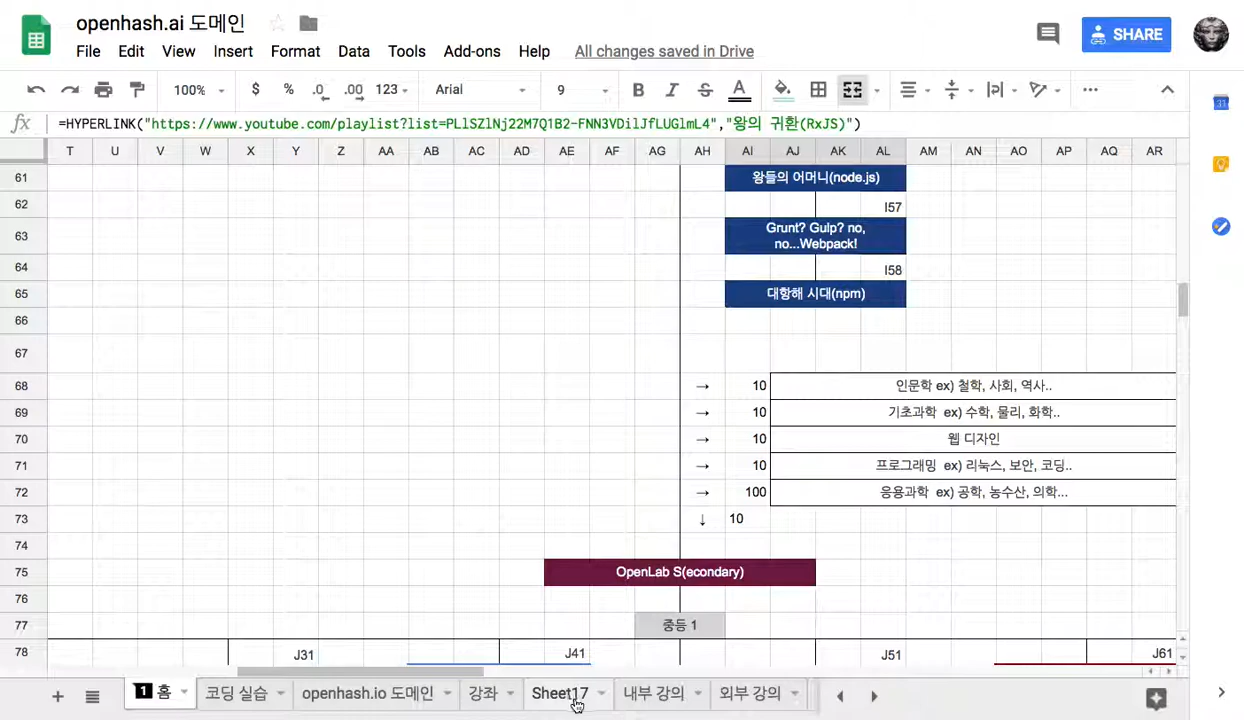 openhash.ai 도메인
File Edit View Insert Format Data Tools Add-ons Help All changes saved in Drive
SHARE
100% $ % .0 .00 123 Arial 9 B I S A
fx =HYPERLINK("https://www.youtube.com/playlist?list=PLlSZlNj22M7Q1B2-FNN3VDilJfLUGlmL4","왕의 귀환(RxJS)")
T U V W X Y Z AA AB AC AD AE AF AG AH AI AJ AK AL AM AN AO AP AQ AR
61 왕들의 어머니(node.js)
62 I57
63 Grunt? Gulp? no,
no...Webpack!
64 I58
65 대항해 시대(npm)
66
67
68 → 10 인문학 ex) 철학, 사회, 역사..
69 → 10 기초과학 ex) 수학, 물리, 화학..
70 → 10 웹 디자인
71 → 10 프로그래밍 ex) 리눅스, 보안, 코딩..
72 → 100 응용과학 ex) 공학, 농수산, 의학...
73 ↓ 10
74
75 OpenLab S(econdary)
76
77 중등 1
78 J31 J41 J51 J61
1 홈 코딩 실습 openhash.io 도메인 강좌 Sheet17 내부 강의 외부 강의